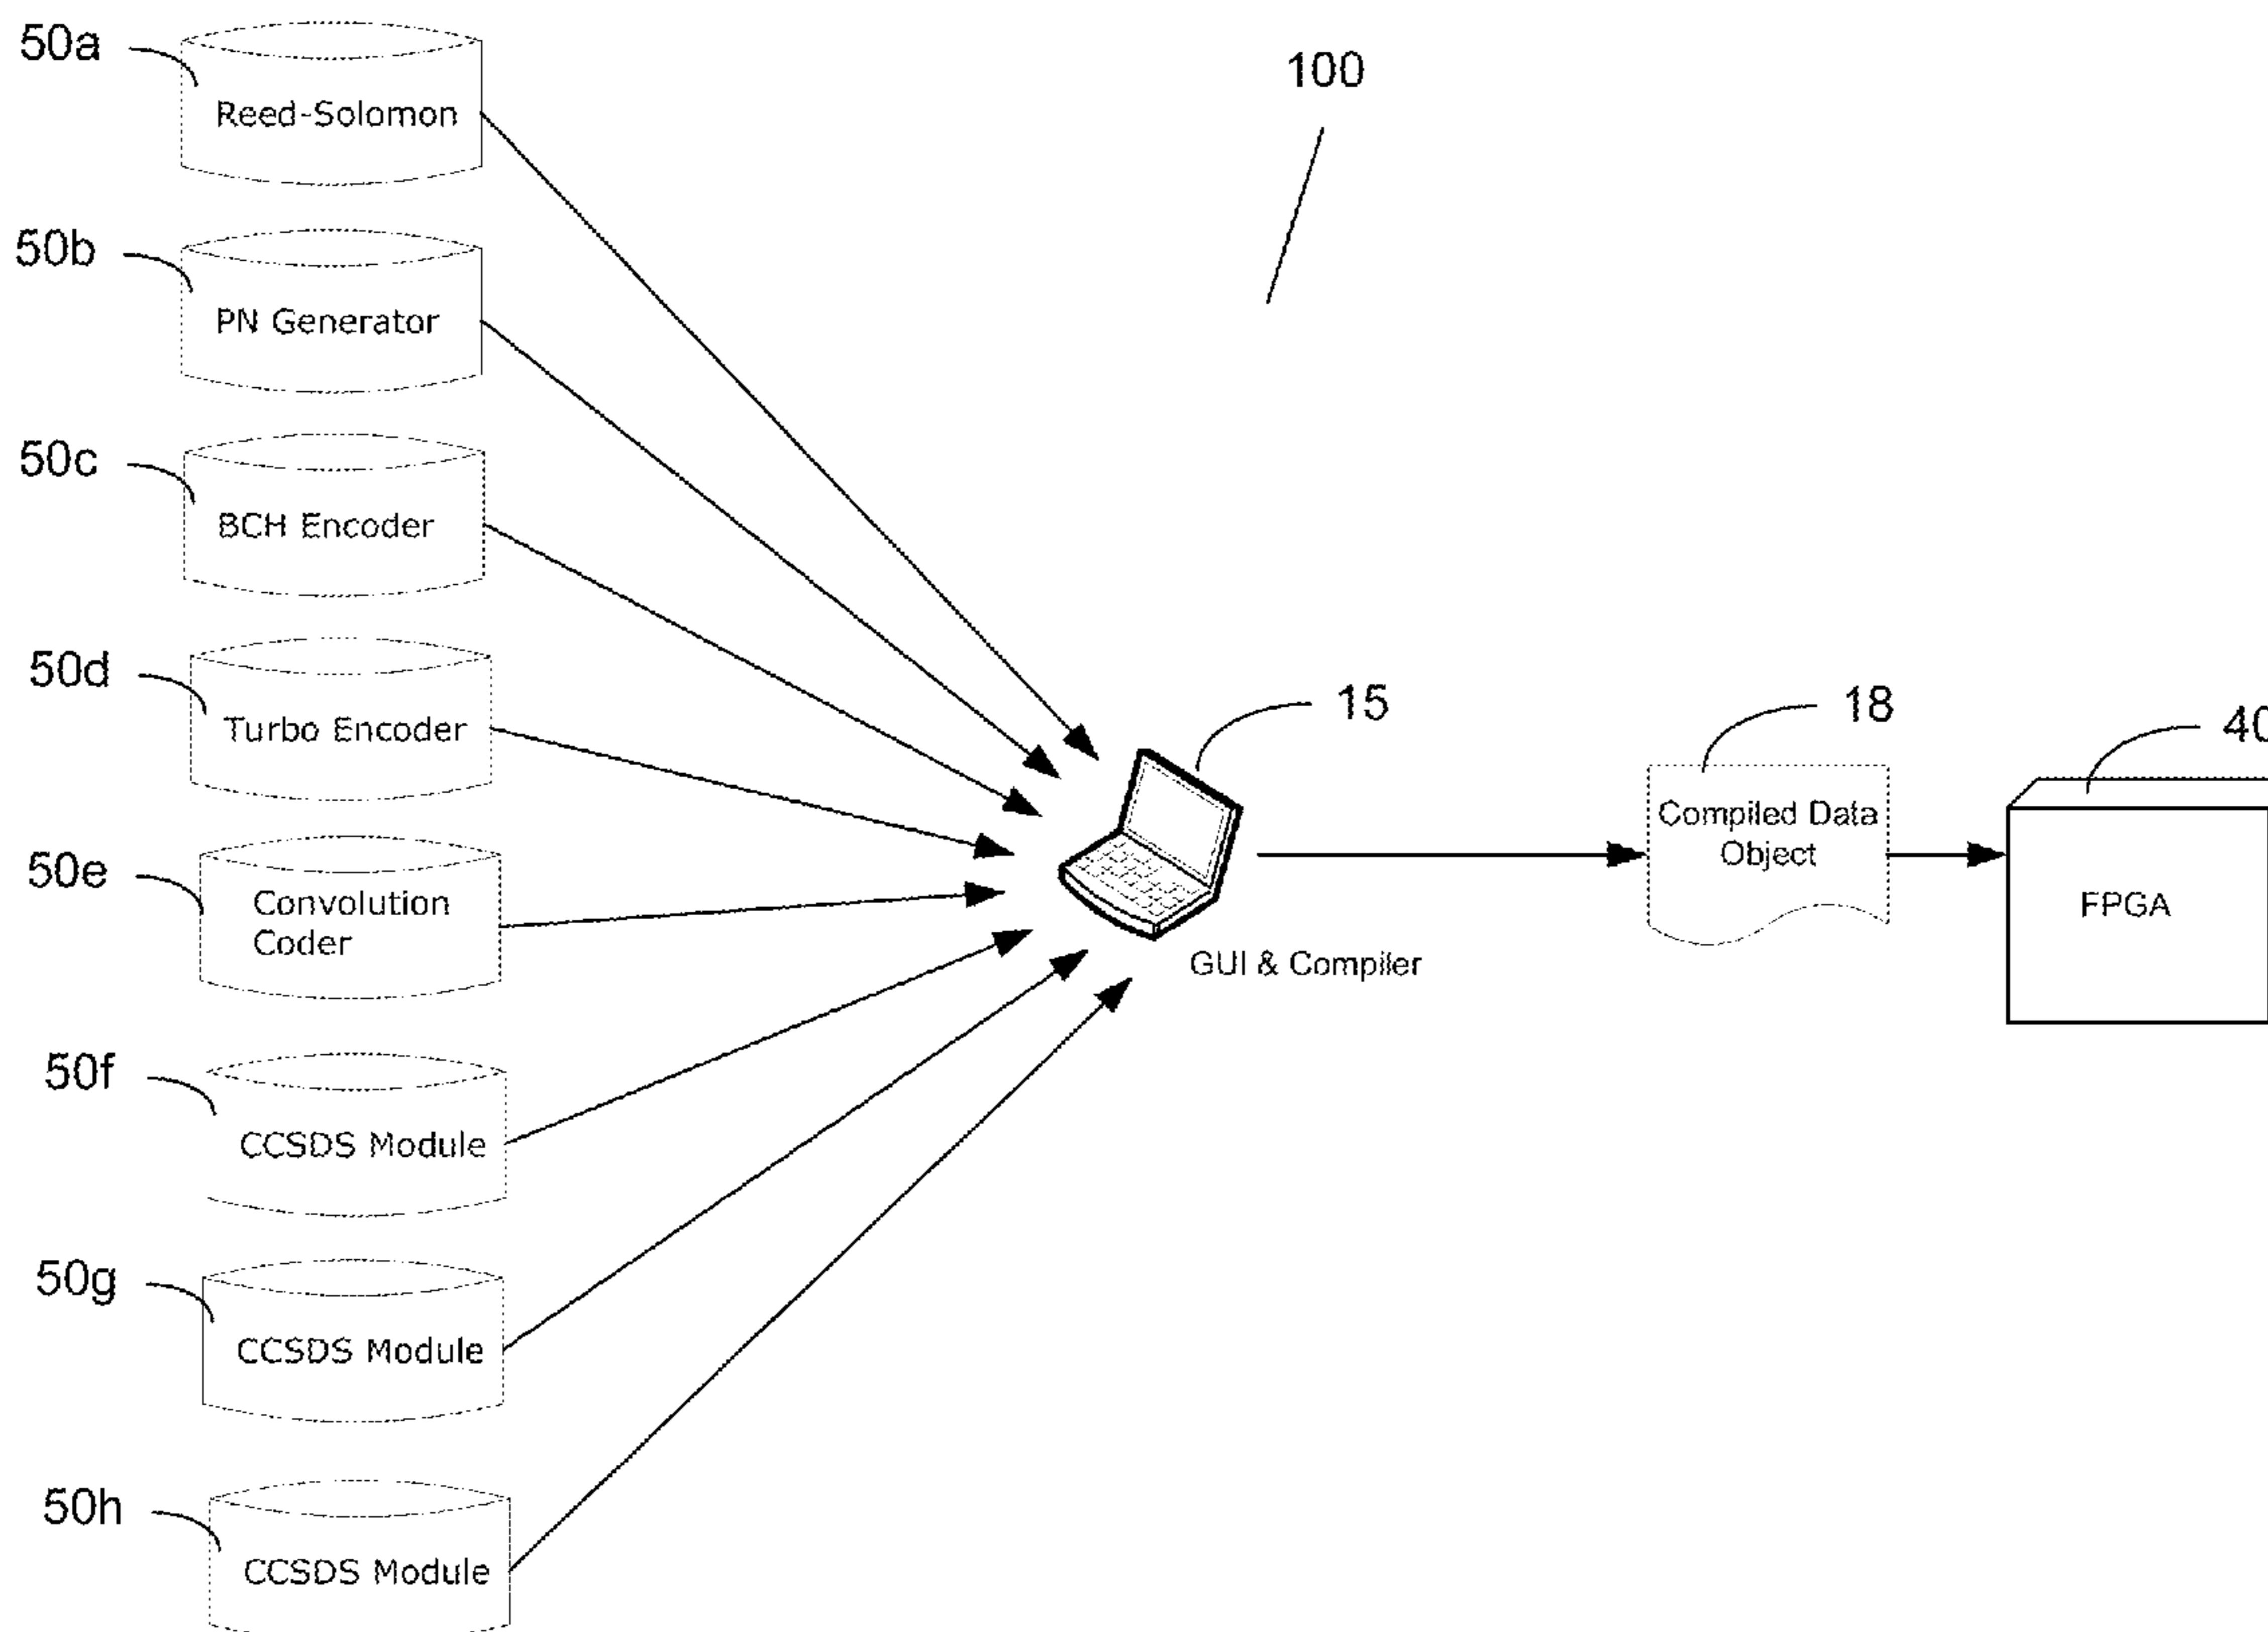 50a
Reed-Solomon
100
50b
PN Generator
50c
BCH Encoder
50d
Turbo Encoder
15
18
40
50e
Convolution
Coder
GUI & Compiler
Compiled Data
Object
FPGA
50f
CCSDS Module
50g
CCSDS Module
50h
CCSDS Module